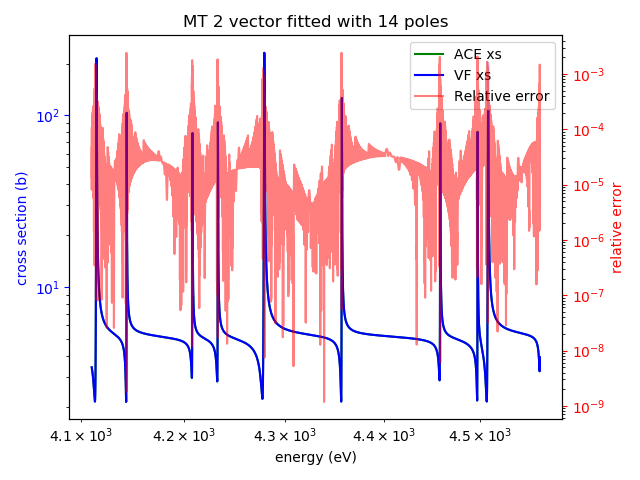 MT 2 vector fitted with 14 poles
ACE xs
VF xs
Relative error
cross section (b)
10²
10¹
relative error
10⁻³
10⁻⁴
10⁻⁵
10⁻⁶
10⁻⁷
10⁻⁸
10⁻⁹
4.1 × 10³ 4.2 × 10³ 4.3 × 10³ 4.4 × 10³ 4.5 × 10³
energy (eV)